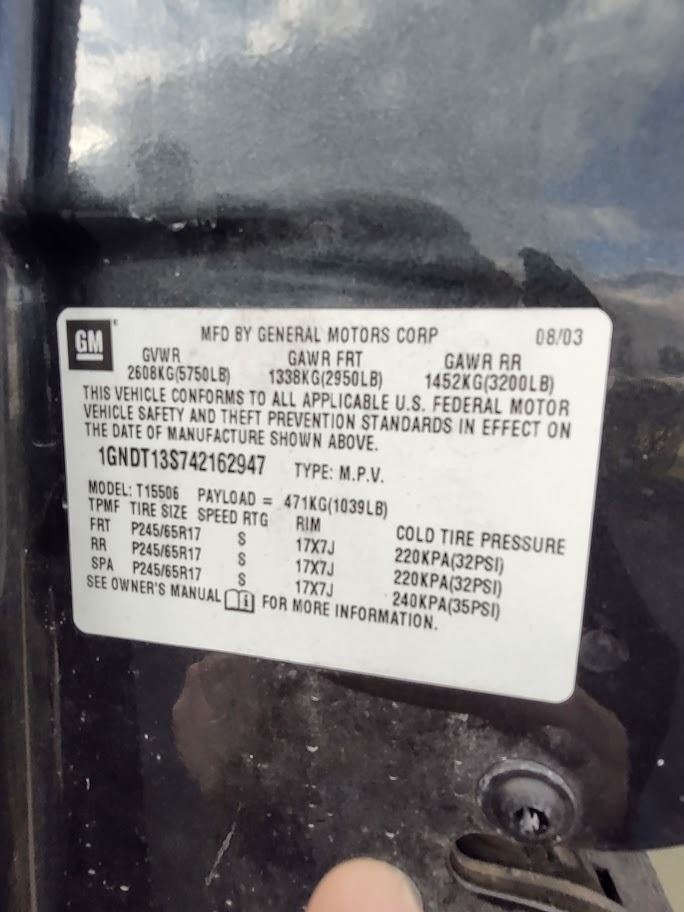 GM
MFD BY GENERAL MOTORS CORP 08/03
GVWR GAWR FRT GAWR RR
2608KG(5750LB) 1338KG(2950LB) 1452KG(3200LB)
THIS VEHICLE CONFORMS TO ALL APPLICABLE U.S. FEDERAL MOTOR
VEHICLE SAFETY AND THEFT PREVENTION STANDARDS IN EFFECT ON
THE DATE OF MANUFACTURE SHOWN ABOVE.
1GNDT13S742162947 TYPE: M.P.V.
MODEL: T15506 PAYLOAD = 471KG(1039LB)
TPMF TIRE SIZE SPEED RTG RIM COLD TIRE PRESSURE
FRT P245/65R17 S 17X7J 220KPA(32PSI)
RR P245/65R17 S 17X7J 220KPA(32PSI)
SPA P245/65R17 S 17X7J 240KPA(35PSI)
SEE OWNER'S MANUAL i FOR MORE INFORMATION.